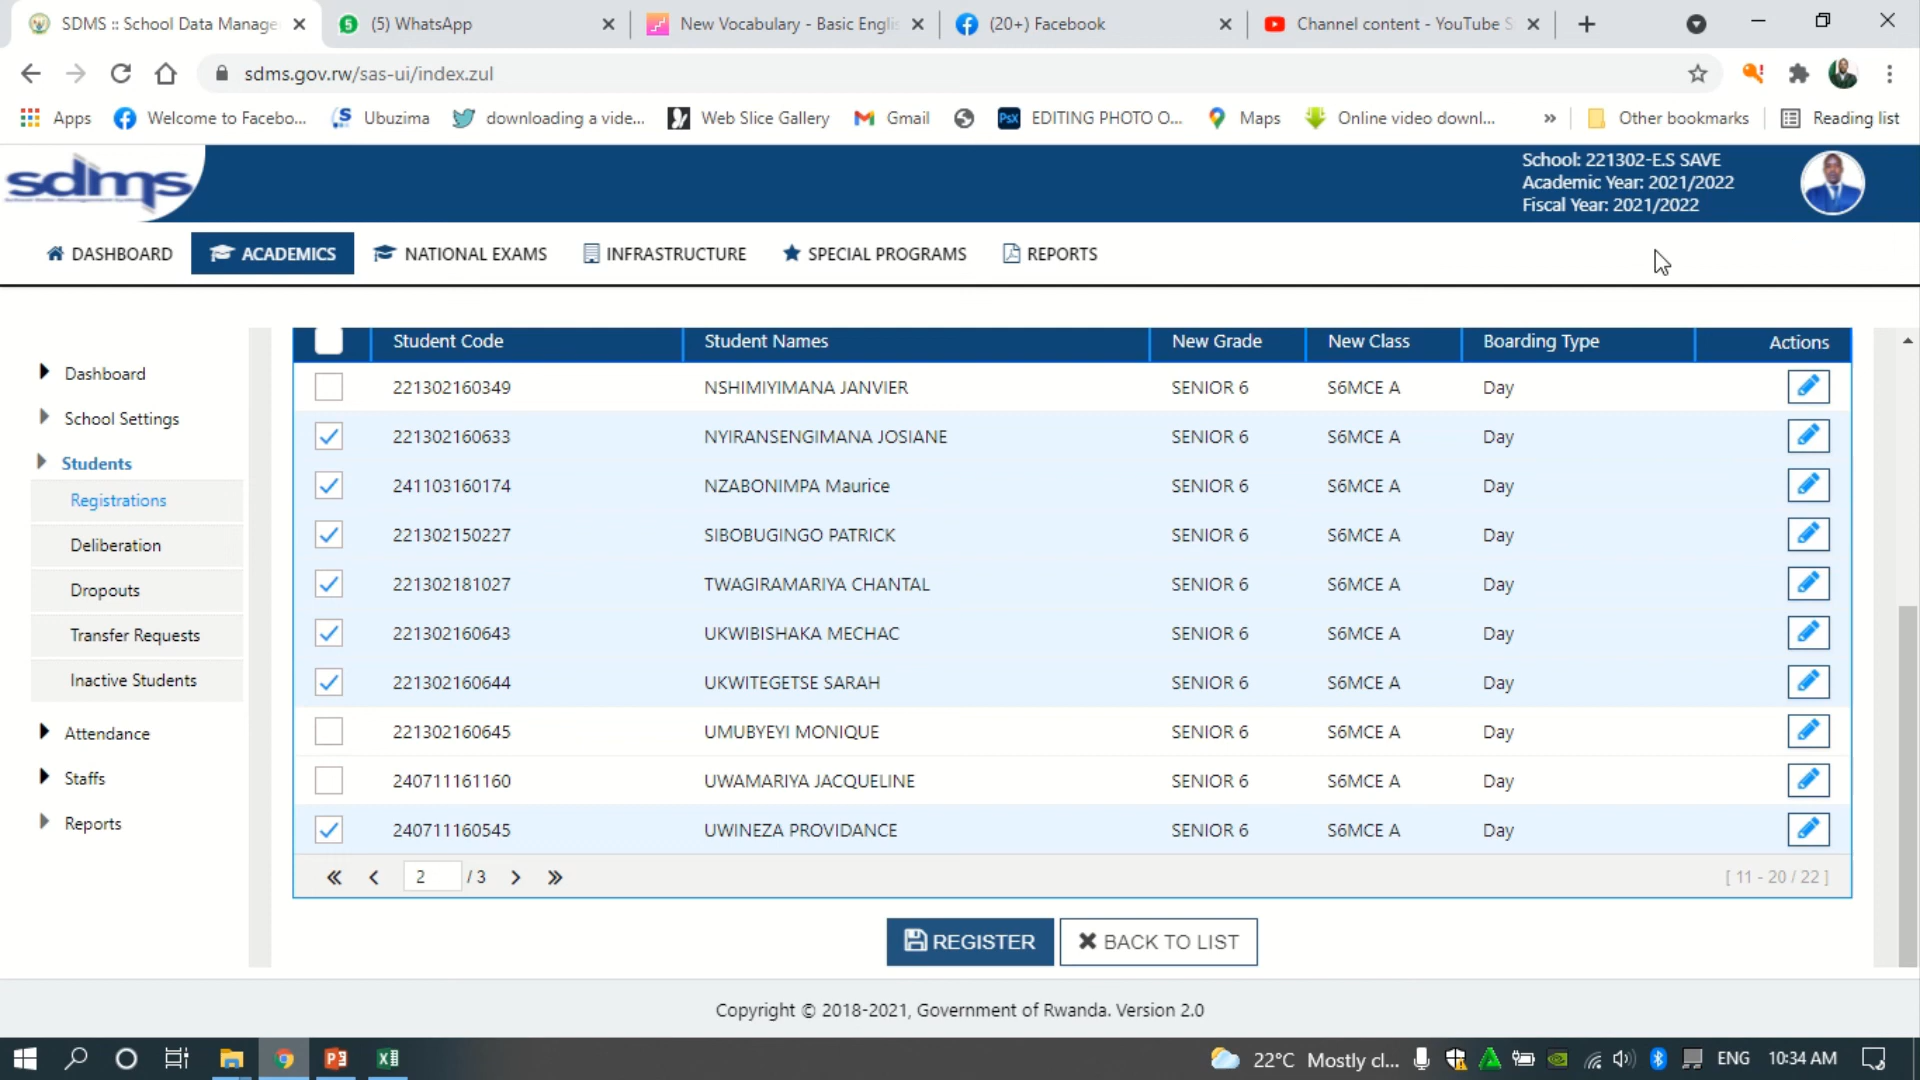 SDMS :: School Data Manage
(5) WhatsApp
New Vocabulary - Basic Englis
(20+) Facebook
Channel content - YouTube S
sdms.gov.rw/sas-ui/index.zul
Apps
Welcome to Facebo...
Ubuzima
downloading a vide...
Web Slice Gallery
Gmail
EDITING PHOTO O...
Maps
Online video downl...
»
Other bookmarks
Reading list
sdms
School: 221302-E.S SAVE
Academic Year: 2021/2022
Fiscal Year: 2021/2022
DASHBOARD
ACADEMICS
NATIONAL EXAMS
INFRASTRUCTURE
SPECIAL PROGRAMS
REPORTS
Dashboard
School Settings
Students
Registrations
Deliberation
Dropouts
Transfer Requests
Inactive Students
Attendance
Staffs
Reports
Student Code Student Names New Grade New Class Boarding Type Actions
221302160349 NSHIMIYIMANA JANVIER SENIOR 6 S6MCE A Day
221302160633 NYIRANSENGIMANA JOSIANE SENIOR 6 S6MCE A Day
241103160174 NZABONIMPA Maurice SENIOR 6 S6MCE A Day
221302150227 SIBOBUGINGO PATRICK SENIOR 6 S6MCE A Day
221302181027 TWAGIRAMARIYA CHANTAL SENIOR 6 S6MCE A Day
221302160643 UKWIBISHAKA MECHAC SENIOR 6 S6MCE A Day
221302160644 UKWITEGETSE SARAH SENIOR 6 S6MCE A Day
221302160645 UMUBYEYI MONIQUE SENIOR 6 S6MCE A Day
240711161160 UWAMARIYA JACQUELINE SENIOR 6 S6MCE A Day
240711160545 UWINEZA PROVIDANCE SENIOR 6 S6MCE A Day
2 / 3
[ 11 - 20 / 22 ]
REGISTER
BACK TO LIST
Copyright © 2018-2021, Government of Rwanda. Version 2.0
22°C Mostly cl...
ENG
10:34 AM